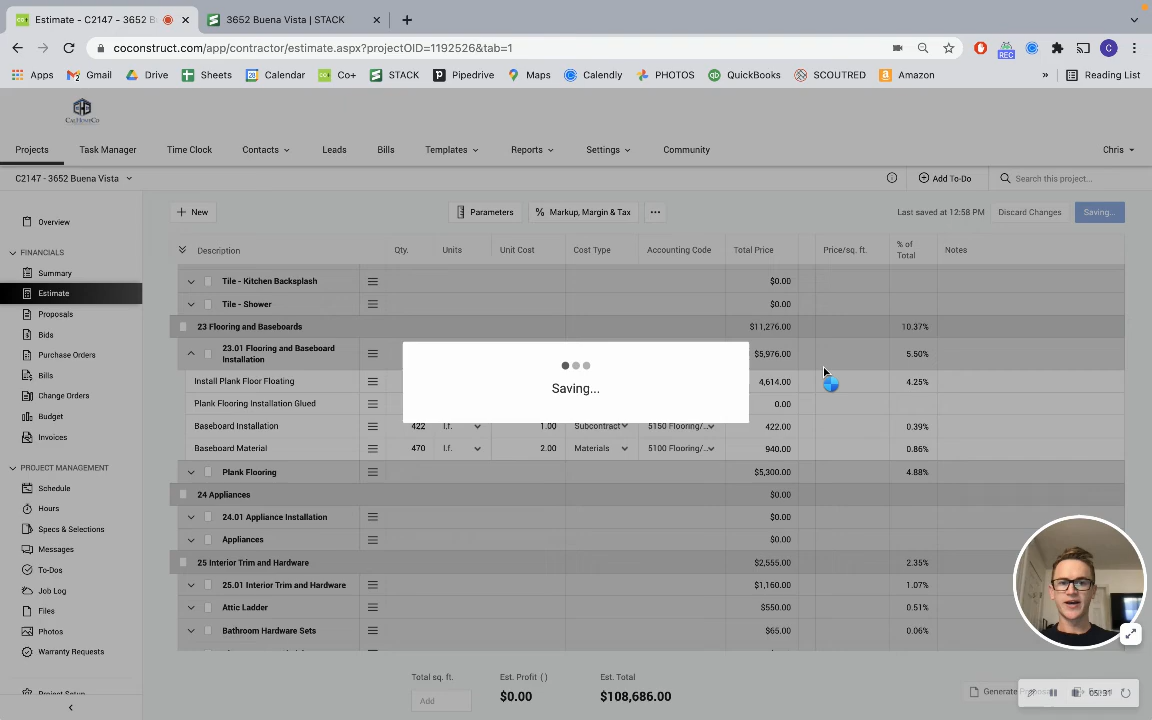 Estimate - C2147 - 3652 B
3652 Buena Vista | STACK
coconstruct.com/app/contractor/estimate.aspx?projectOID=1192526&tab=1
C
Apps
Gmail
Drive
Sheets
Calendar
Co+
STACK
Pipedrive
Maps
Calendly
PHOTOS
QuickBooks
SCOUTRED
Amazon
»
Reading List
REC
Projects
Task Manager
Time Clock
Contacts
Leads
Bills
Templates
Reports
Settings
Community
Chris
C2147 - 3652 Buena Vista
Add To-Do
Search this project...
Overview
FINANCIALS
Summary
Estimate
Proposals
Bids
Purchase Orders
Bills
Change Orders
Budget
Invoices
PROJECT MANAGEMENT
Schedule
Hours
Specs & Selections
Messages
To-Dos
Job Log
Files
Photos
Warranty Requests
Project Setup
+ New
Parameters
% Markup, Margin & Tax
Last saved at 12:58 PM
Discard Changes
Saving...
Description
Qty.
Units
Unit Cost
Cost Type
Accounting Code
Total Price
Price/sq. ft.
% of Total
Notes
Tile - Kitchen Backsplash $0.00
Tile - Shower $0.00
23 Flooring and Baseboards $11,276.00 10.37%
23.01 Flooring and Baseboard
Installation $5,976.00 5.50%
Install Plank Floor Floating 4,614.00 4.25%
Plank Flooring Installation Glued 0.00
Baseboard Installation 422 l.f. 1.00 Subcontract 5150 Flooring/... 422.00 0.39%
Baseboard Material 470 l.f. 2.00 Materials 5100 Flooring/... 940.00 0.86%
Plank Flooring $5,300.00 4.88%
24 Appliances $0.00
24.01 Appliance Installation $0.00
Appliances $0.00
25 Interior Trim and Hardware $2,555.00 2.35%
25.01 Interior Trim and Hardware $1,160.00 1.07%
Attic Ladder $550.00 0.51%
Bathroom Hardware Sets $65.00 0.06%
Saving...
Total sq. ft.
Add
Est. Profit ()
$0.00
Est. Total
$108,686.00
Generate
05:31